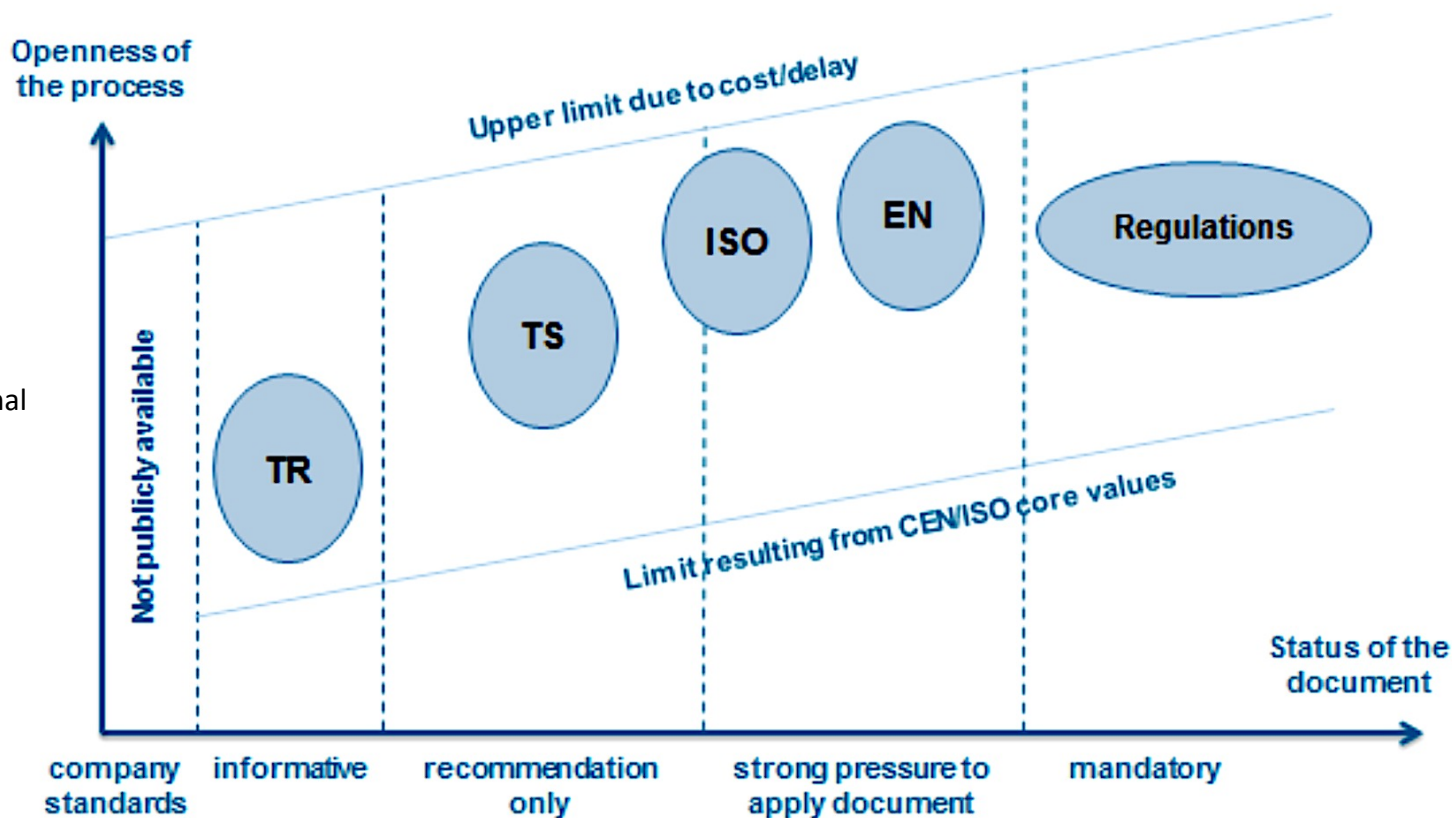 Openness of
the process
Upper limit due to cost/delay
ISO
EN
Regulations
TS
TR
Not publicly available
nal
Limit resulting from CEN/ISO core values
Status of the
document
company
standards
informative
recommendation
only
strong pressure to
apply document
mandatory